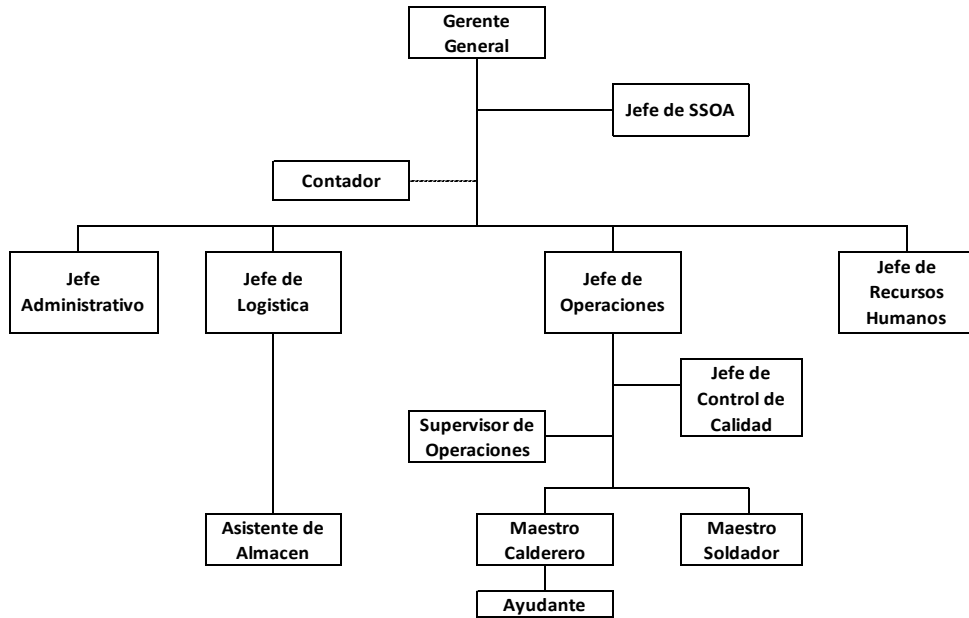 Gerente
General
Jefe de SSOA
Contador
Jefe
Administrativo
Jefe de
Logistica
Jefe de
Operaciones
Jefe de
Recursos
Humanos
Jefe de
Control de
Calidad
Supervisor de
Operaciones
Asistente de
Almacen
Maestro
Calderero
Maestro
Soldador
Ayudante